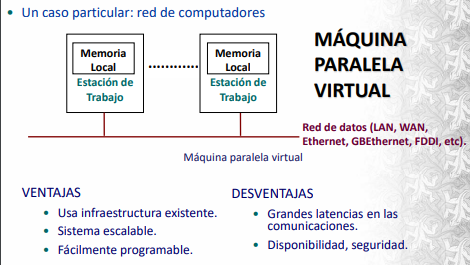 • Un caso particular: red de computadores
Memoria
Local
Estación de
Trabajo
Memoria
Local
Estación de
Trabajo
MÁQUINA
PARALELA
VIRTUAL
Red de datos (LAN, WAN,
Ethernet, GBEthernet, FDDI, etc).
Máquina paralela virtual
VENTAJAS
• Usa infraestructura existente.
• Sistema escalable.
• Fácilmente programable.
DESVENTAJAS
• Grandes latencias en las
comunicaciones.
• Disponibilidad, seguridad.